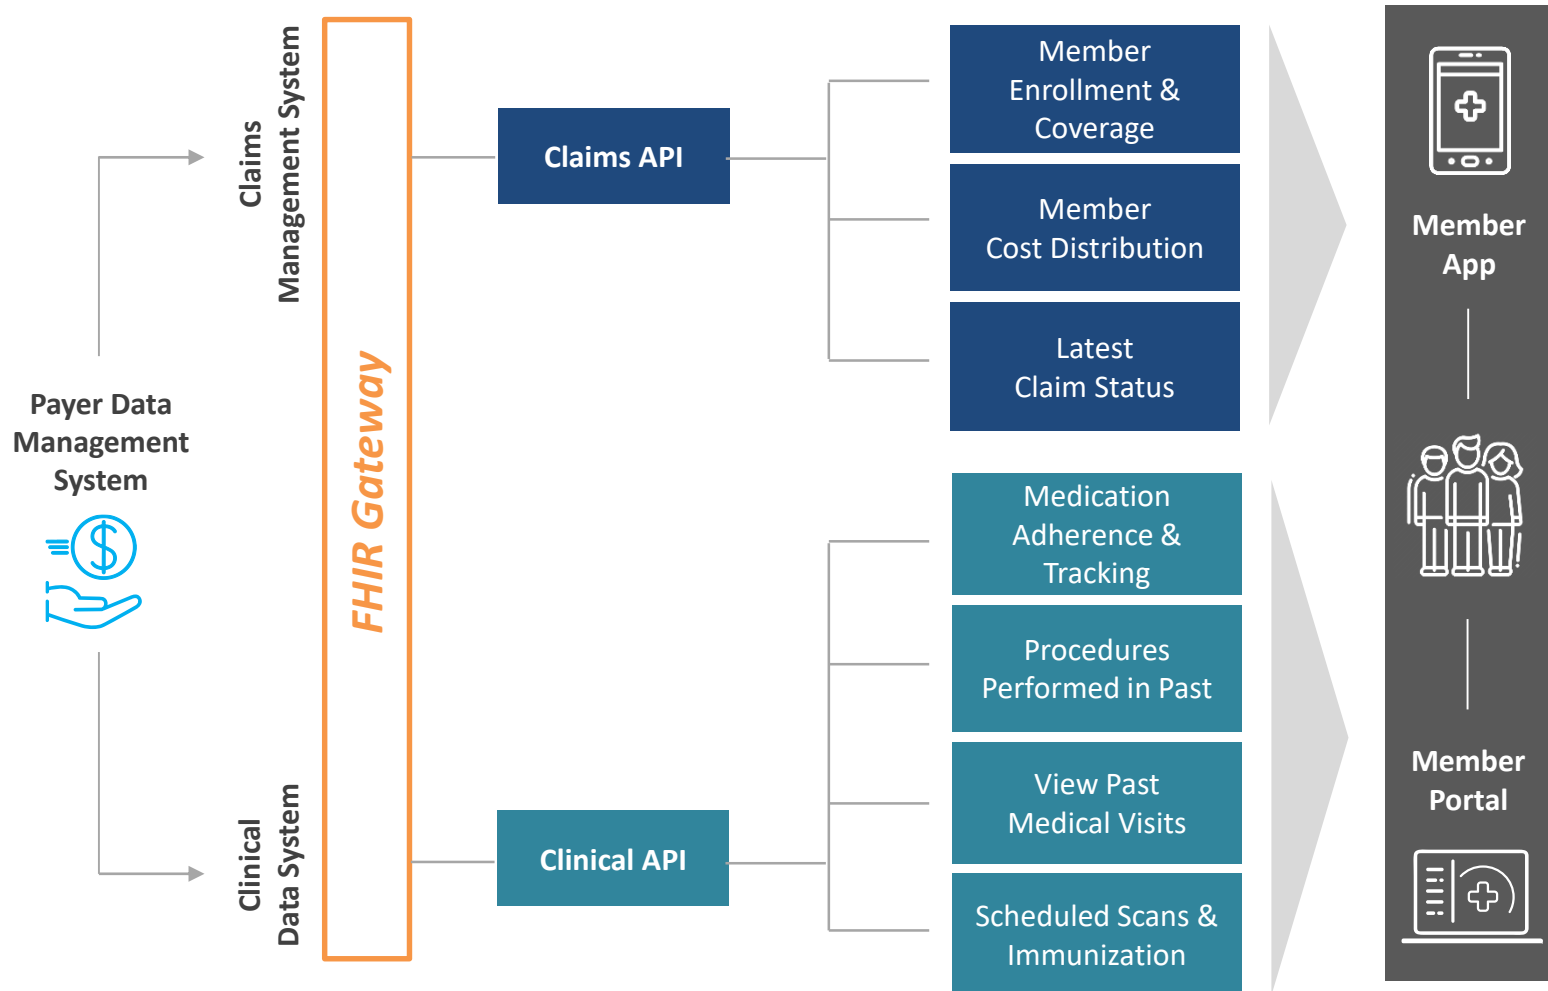 Payer Data
Management
System
Claims
Management System
Clinical
Data System
FHIR Gateway
Claims API
Clinical API
Member
Enrollment &
Coverage
Member
Cost Distribution
Latest
Claim Status
Medication
Adherence &
Tracking
Procedures
Performed in Past
View Past
Medical Visits
Scheduled Scans &
Immunization
Member
App
Member
Portal